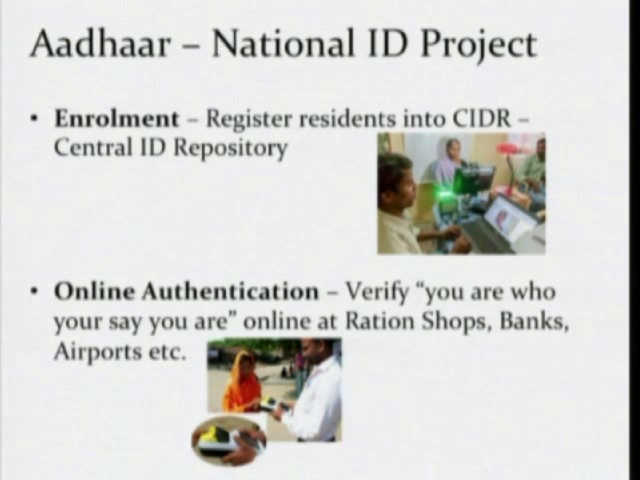 Aadhaar – National ID Project
• Enrolment – Register residents into CIDR –
Central ID Repository
• Online Authentication – Verify “you are who
your say you are” online at Ration Shops, Banks,
Airports etc.